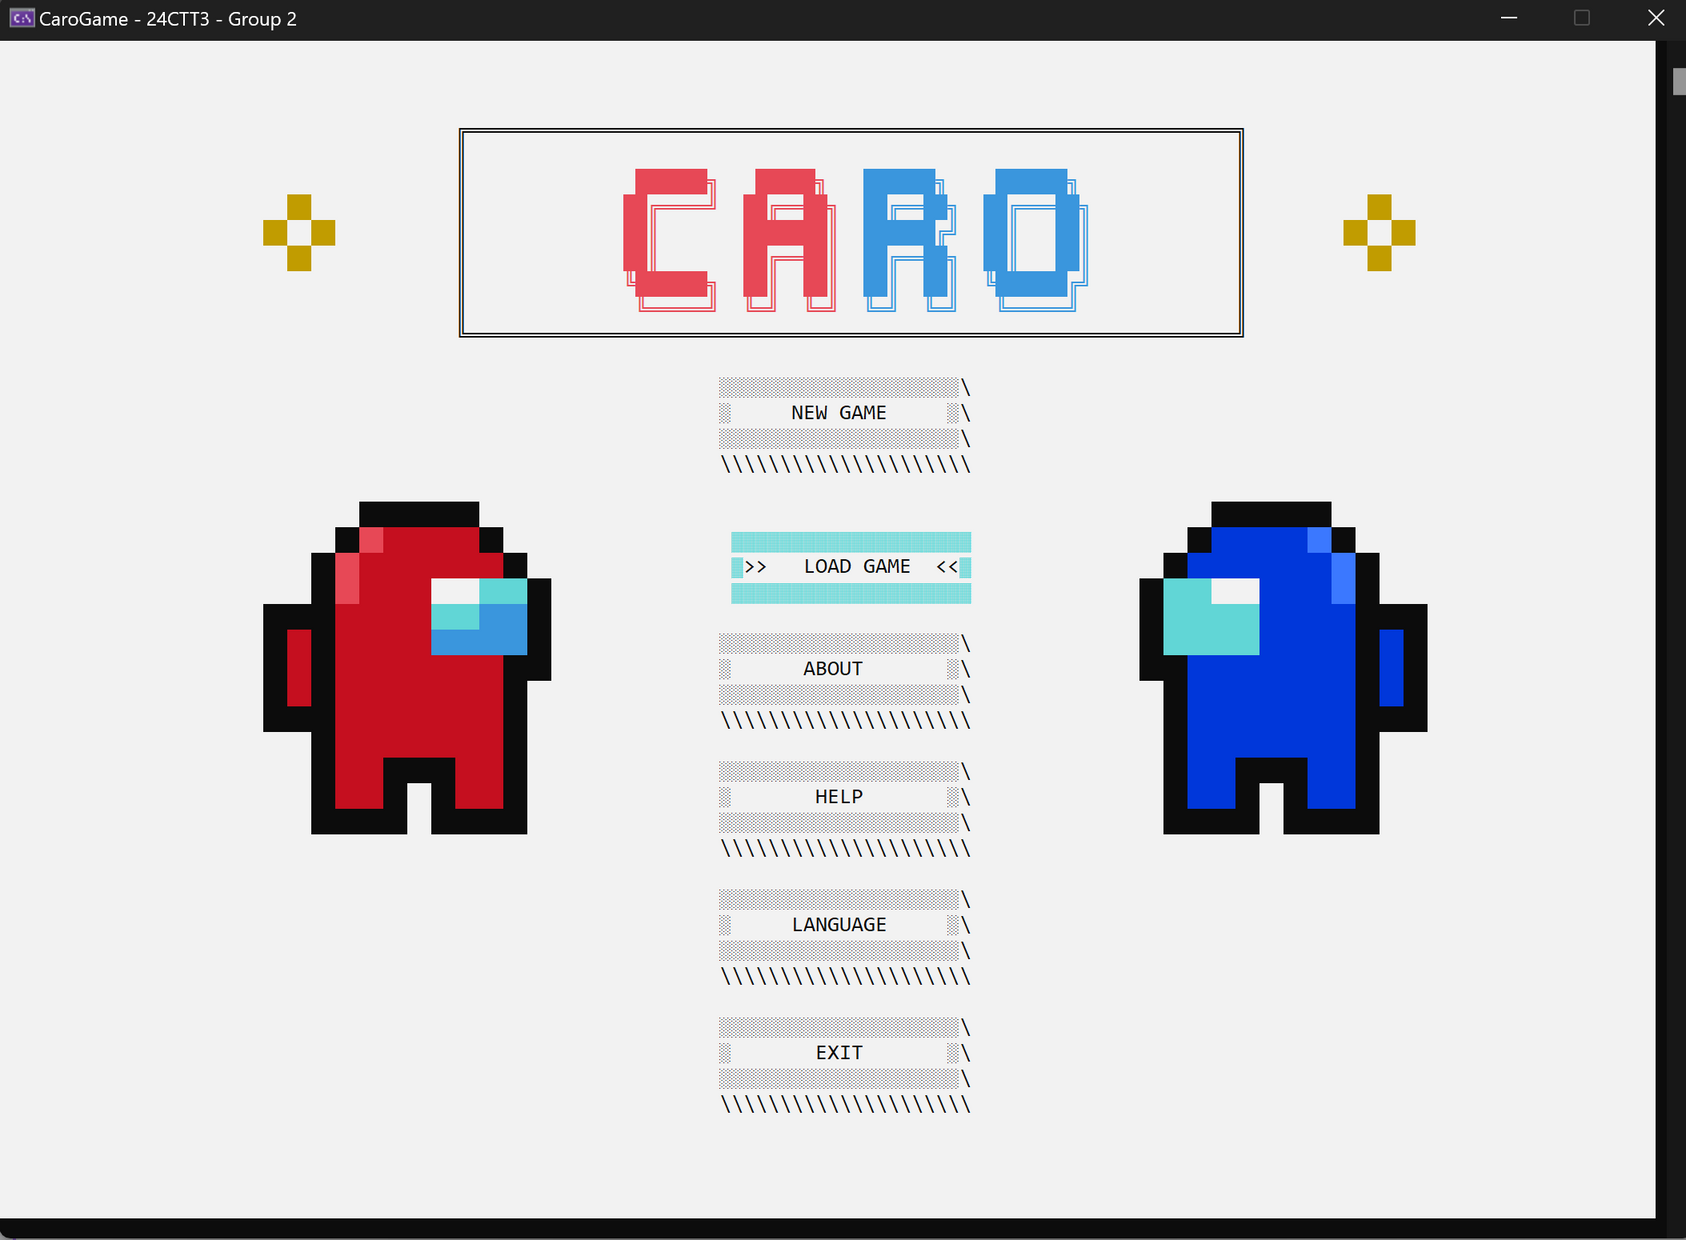 CaroGame - 24CTT3 - Group 2
CARO
NEW GAME
>> LOAD GAME <<
ABOUT
HELP
LANGUAGE
EXIT